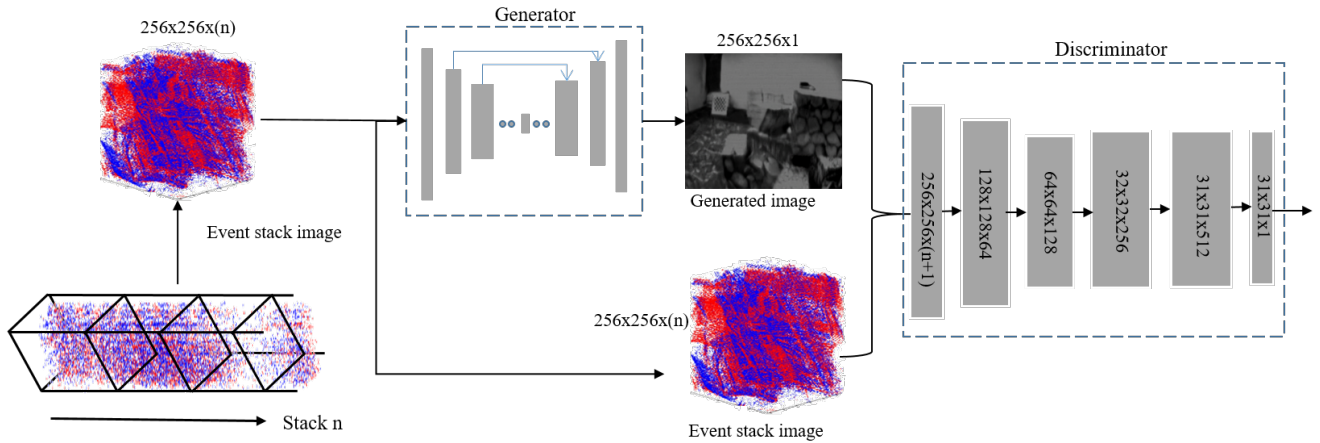 Generator
256x256x(n)
256x256x1
Discriminator
Generated image
Event stack image
256x256x(n)
256x256x(n+1)
128x128x64
64x64x128
32x32x256
31x31x512
31x31x1
Stack n
Event stack image